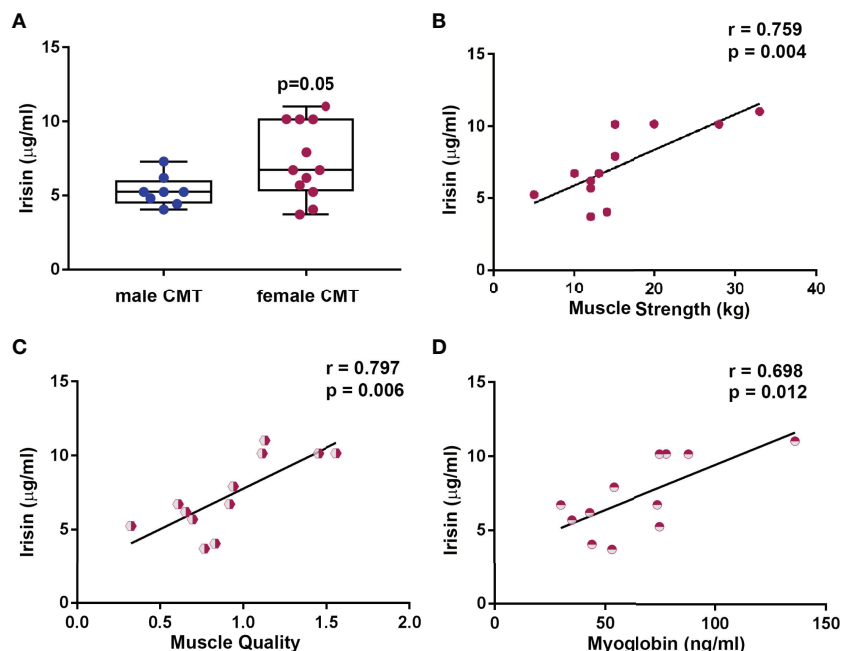 A
Irisin (μg/ml)
15
10
5
0
p=0.05
male CMT
female CMT
B
r = 0.759
p = 0.004
Irisin (μg/ml)
15
10
5
0
0
10
20
30
40
Muscle Strength (kg)
C
r = 0.797
p = 0.006
Irisin (μg/ml)
15
10
5
0
0.0
0.5
1.0
1.5
2.0
Muscle Quality
D
r = 0.698
p = 0.012
Irisin (μg/ml)
15
10
5
0
0
50
100
150
Myoglobin (ng/ml)